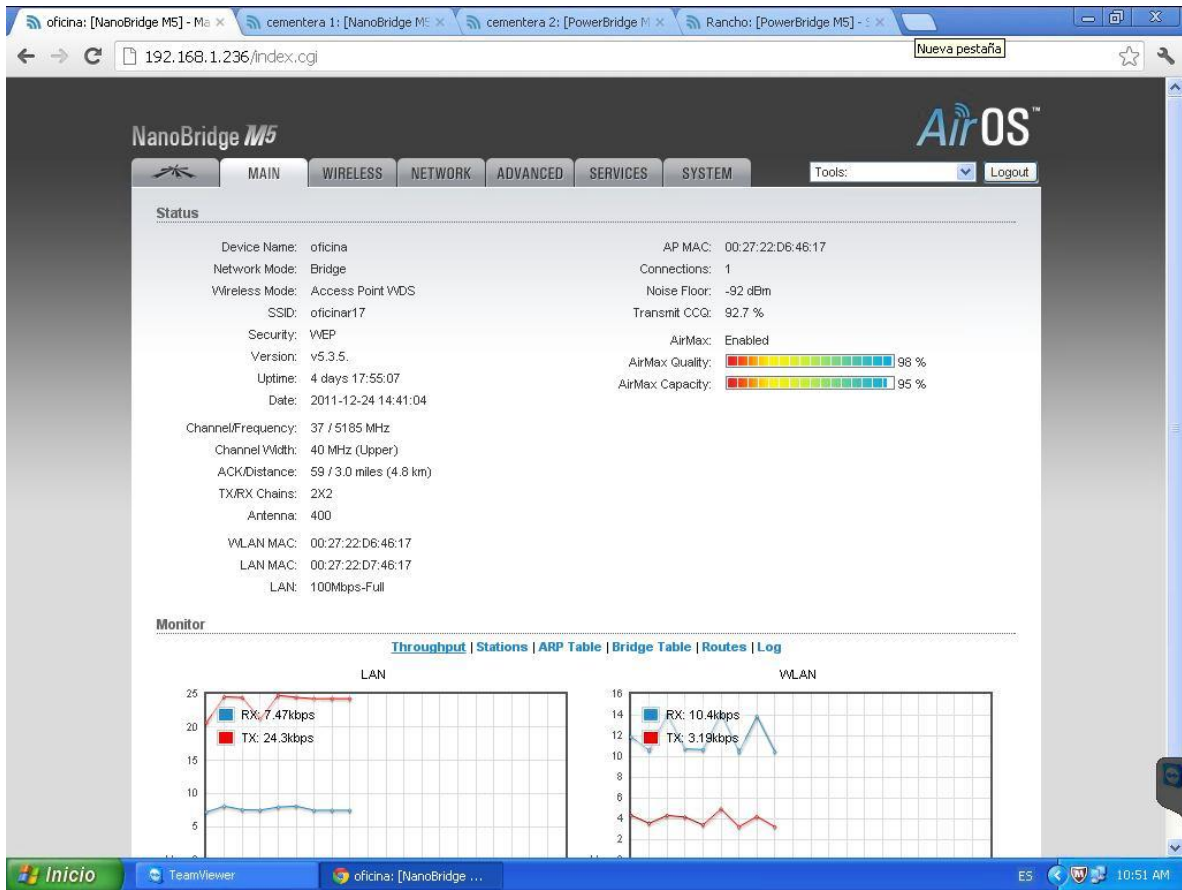 oficina: [NanoBridge M5] - Ma
cementera 1: [NanoBridge M5
cementera 2: [PowerBridge M
Rancho: [PowerBridge M5] - S
Nueva pestaña
192.168.1.236/index.cgi
NanoBridge M5
AirOS™
MAIN
WIRELESS
NETWORK
ADVANCED
SERVICES
SYSTEM
Tools:
Logout
Status
Device Name: oficina
Network Mode: Bridge
Wireless Mode: Access Point WDS
SSID: oficinar17
Security: WEP
Version: v5.3.5.
Uptime: 4 days 17:55:07
Date: 2011-12-24 14:41:04
Channel/Frequency: 37 / 5185 MHz
Channel Width: 40 MHz (Upper)
ACK/Distance: 59 / 3.0 miles (4.8 km)
TX/RX Chains: 2X2
Antenna: 400
WLAN MAC: 00:27:22:D6:46:17
LAN MAC: 00:27:22:D7:46:17
LAN: 100Mbps-Full
AP MAC: 00:27:22:D6:46:17
Connections: 1
Noise Floor: -92 dBm
Transmit CCQ: 92.7 %
AirMax: Enabled
AirMax Quality: 98 %
AirMax Capacity: 95 %
Monitor
Throughput | Stations | ARP Table | Bridge Table | Routes | Log
LAN
25
20
15
10
5
RX: 7.47kbps
TX: 24.3kbps
WLAN
16
14
12
10
8
6
4
2
RX: 10.4kbps
TX: 3.19kbps
Inicio
TeamViewer
oficina: [NanoBridge ...
ES
10:51 AM